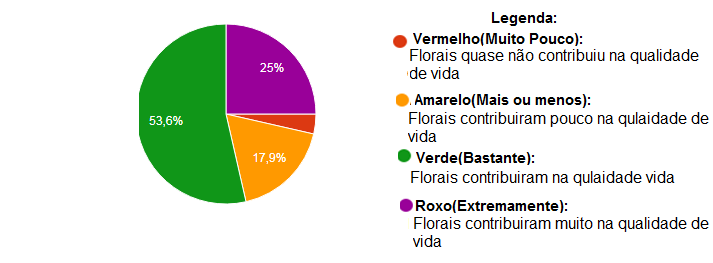 Legenda:
Vermelho(Muito Pouco):
Florais quase não contribuiu na qualidade
de vida
Amarelo(Mais ou menos):
Florais contribuiram pouco na qulaidade de
vida
Verde(Bastante):
Florais contribuiram na qulaidade vida
Roxo(Extremamente):
Florais contribuiram muito na qualidade de
vida
25%
53,6%
17,9%